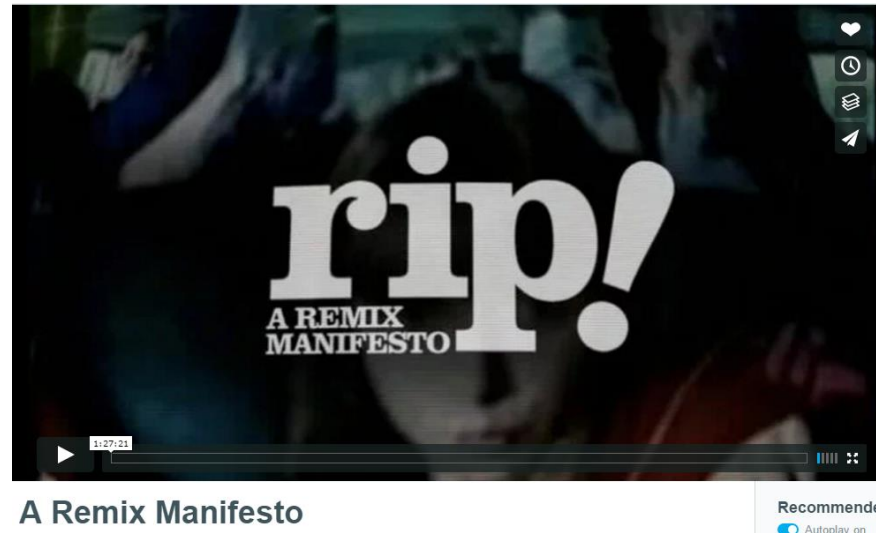 rip!
A REMIX
MANIFESTO
1:27:21
A Remix Manifesto
Recommende
Autoplay on